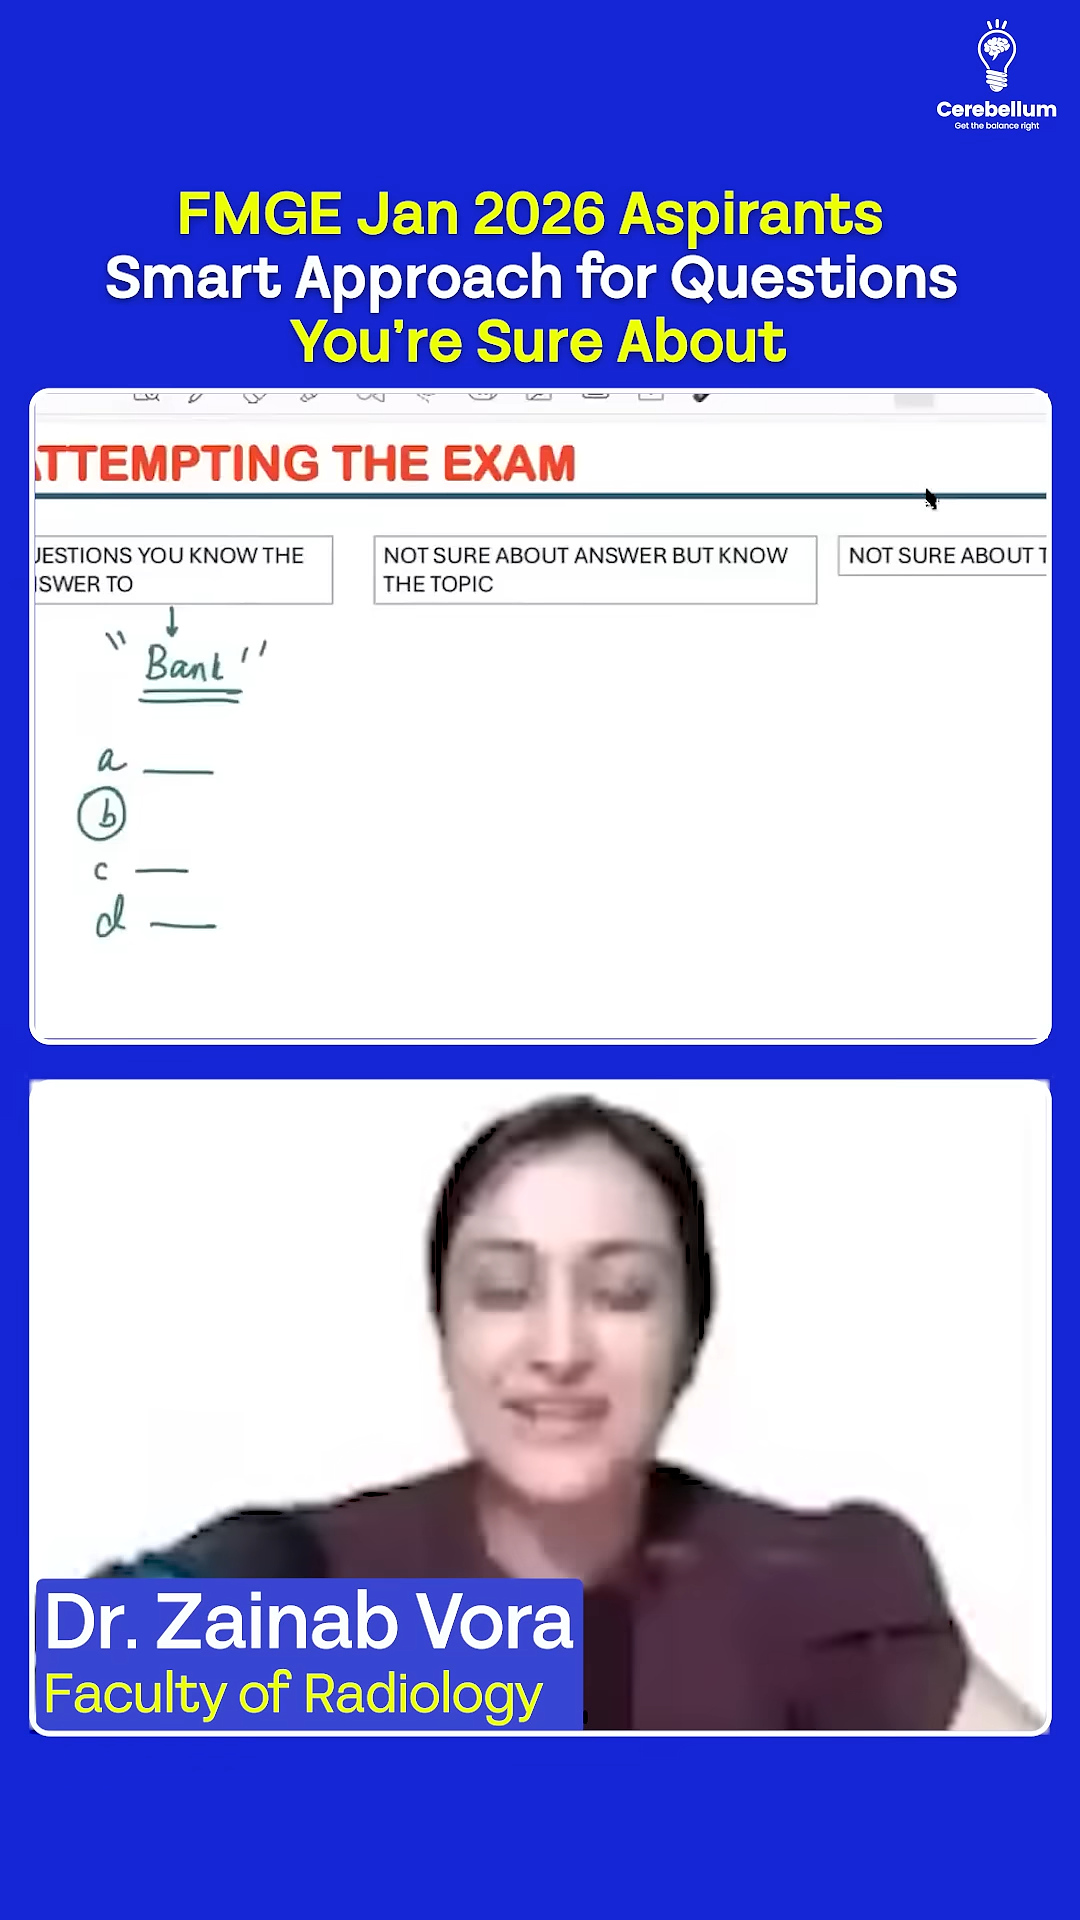 Cerebellum
Get the balance right
FMGE Jan 2026 Aspirants
Smart Approach for Questions
You're Sure About
ATTEMPTING THE EXAM
UESTIONS YOU KNOW THE
SWER TO
NOT SURE ABOUT ANSWER BUT KNOW
THE TOPIC
NOT SURE ABOUT T
"Bank"
a
b
c
d
Dr. Zainab Vora
Faculty of Radiology